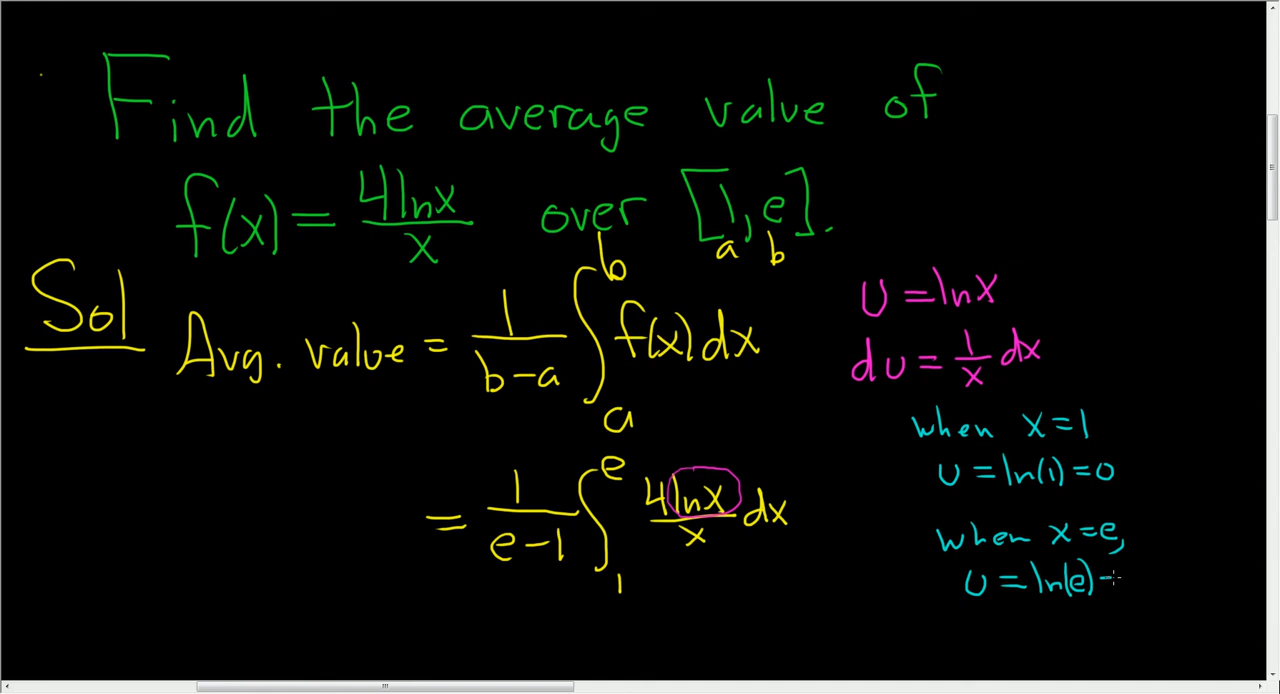 Find the average value of
f(x) = 4lnx/x over [1, e].
a b
Sol Avg. value = 1/(b-a) ∫_a^b f(x) dx
= 1/(e-1) ∫_1^e 4lnx/x dx
U = lnx
du = 1/x dx
when x=1
U = ln(1) = 0
when x=e,
U = ln(e) -